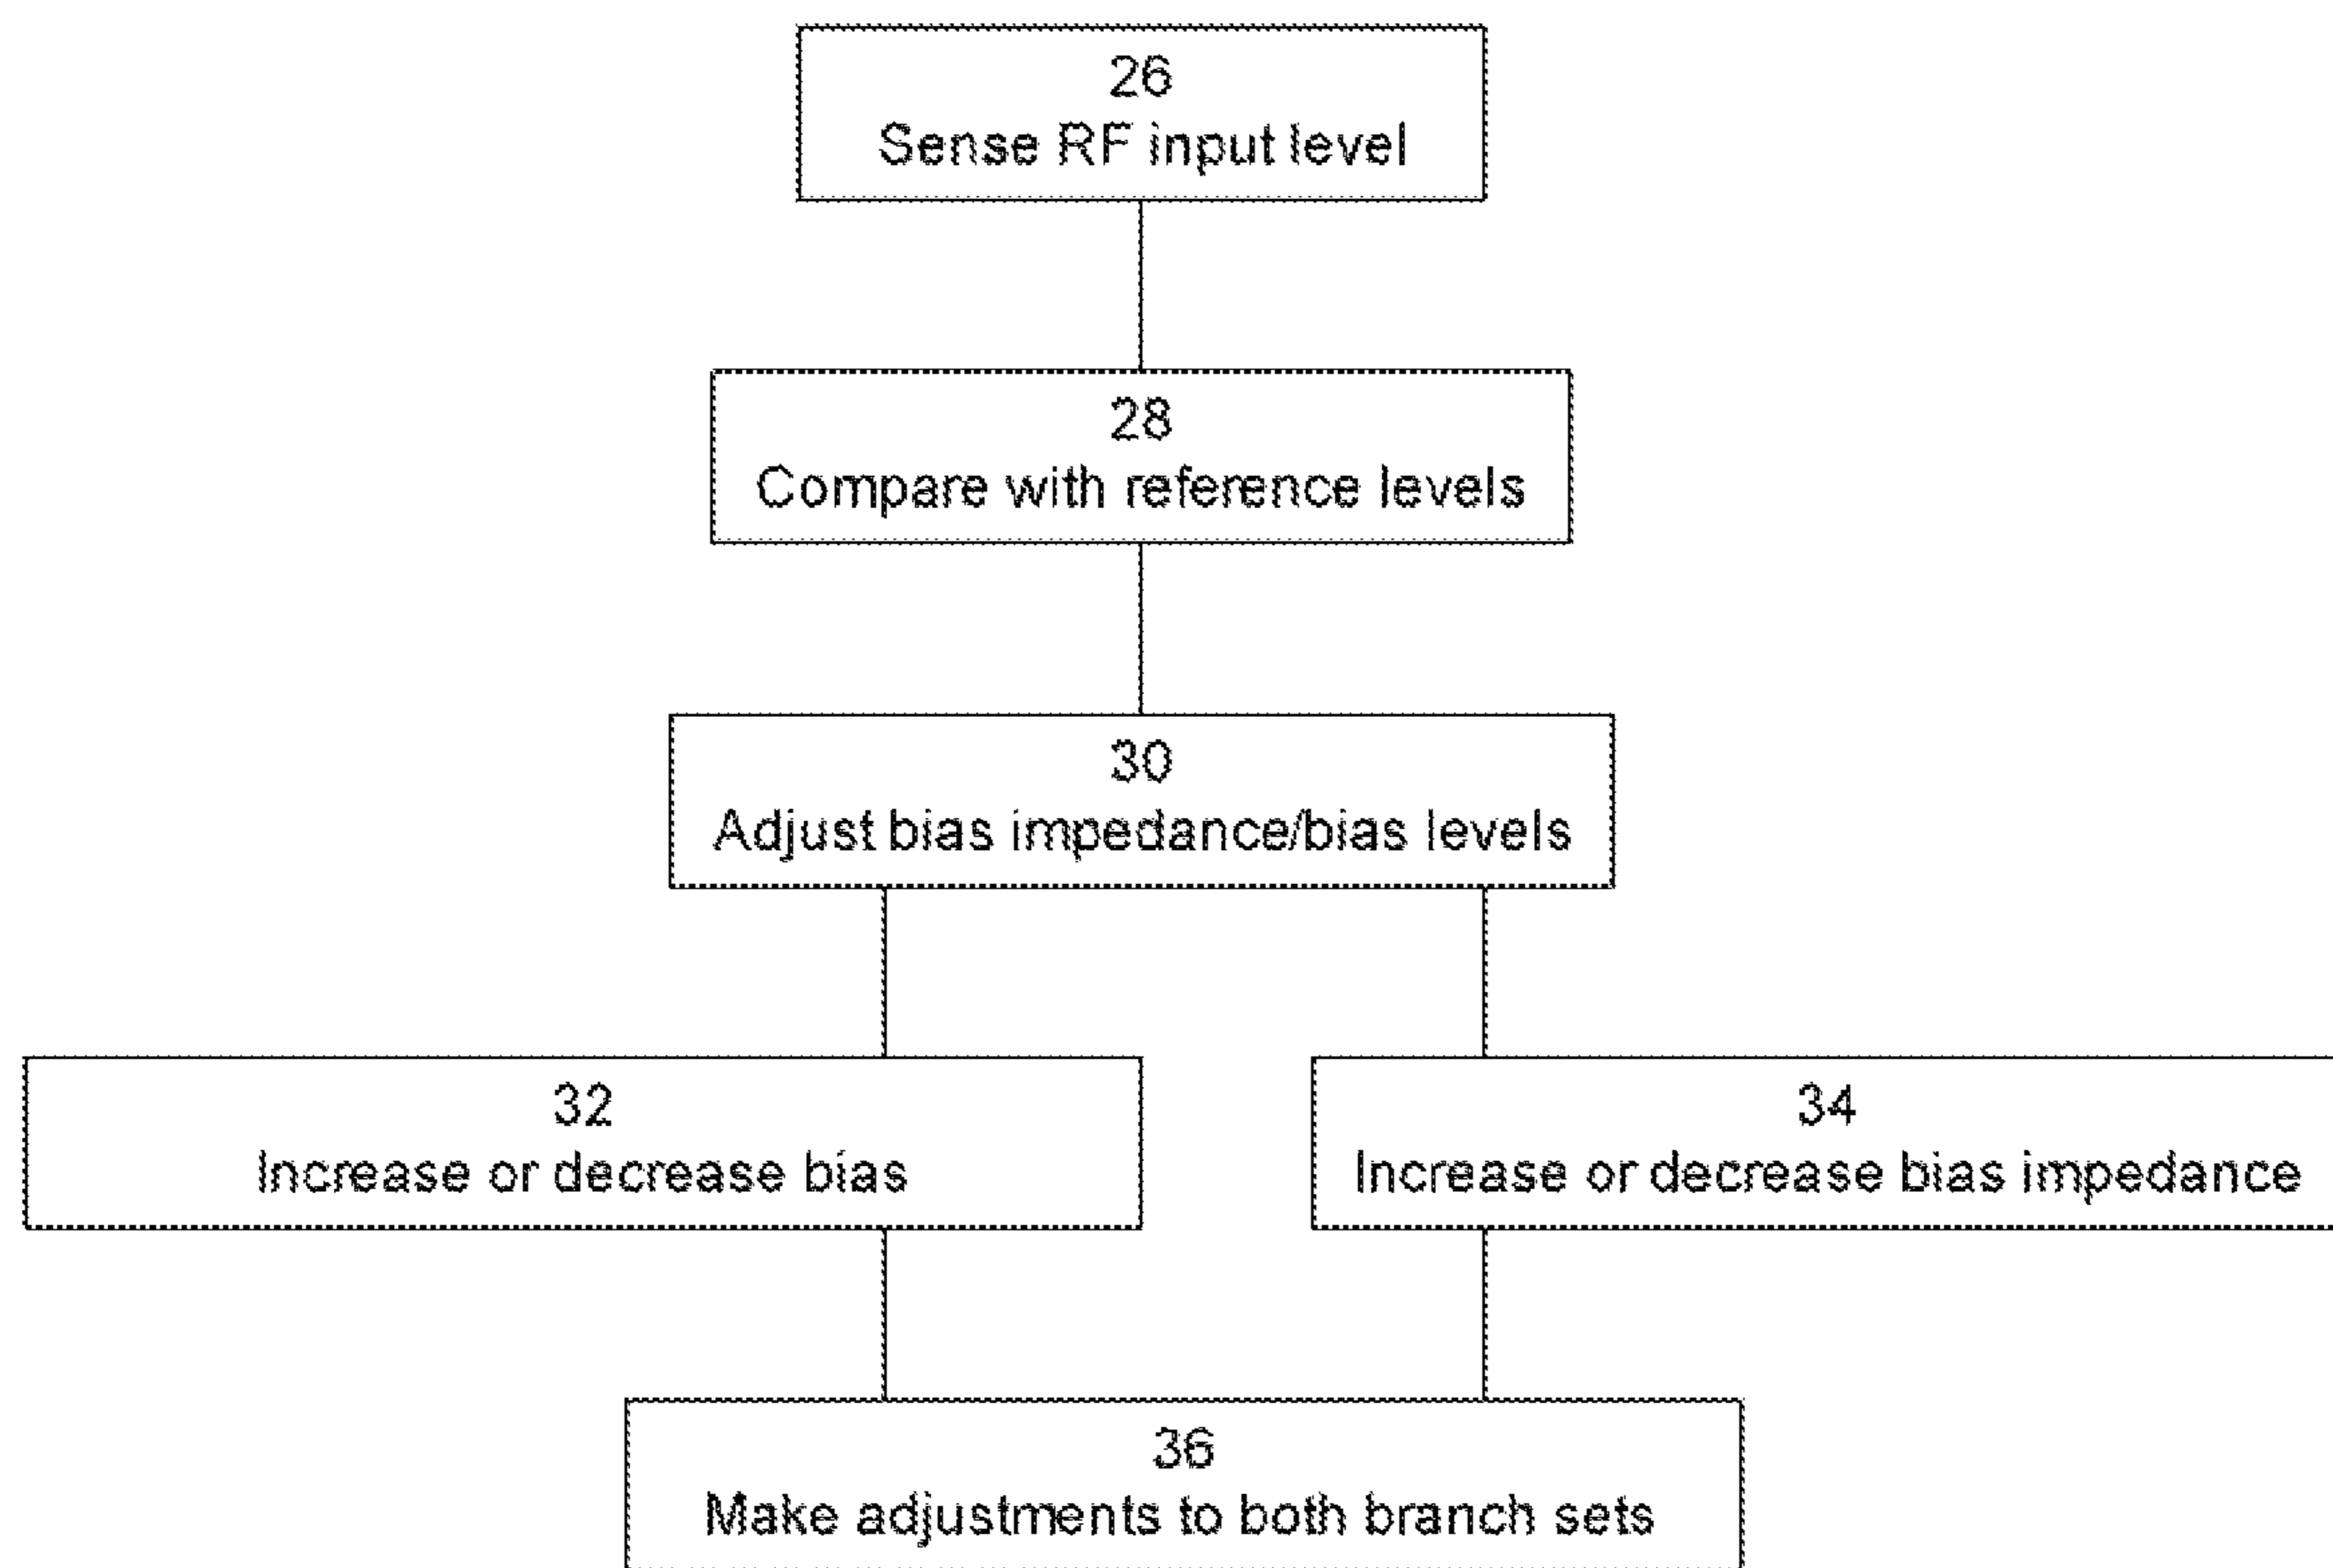 26
Sense RF input level
28
Compare with reference levels
30
Adjust bias impedance/bias levels
32
Increase or decrease bias
34
Increase or decrease bias impedance
36
Make adjustments to both branch sets